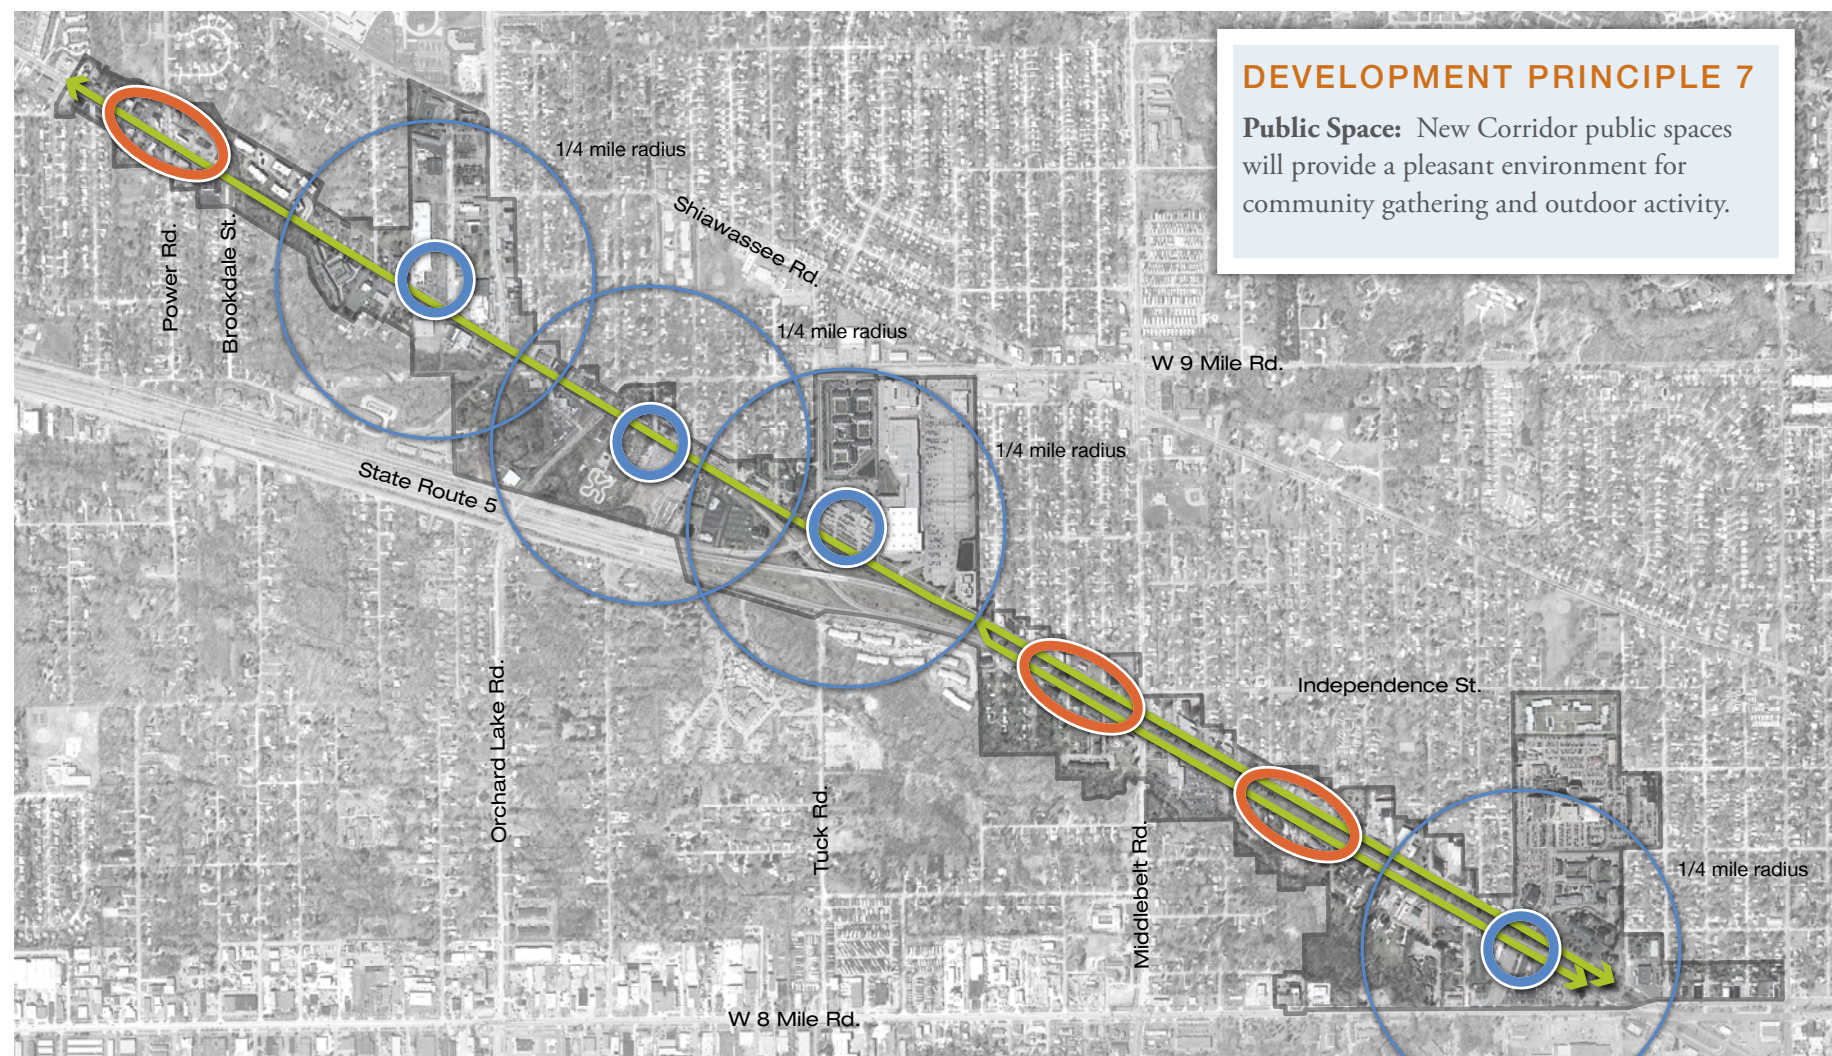 DEVELOPMENT PRINCIPLE 7
Public Space: New Corridor public spaces
will provide a pleasant environment for
community gathering and outdoor activity.
1/4 mile radius
Shiawassee Rd.
Power Rd.
Brookdale St.
1/4 mile radius
W 9 Mile Rd.
1/4 mile radius
State Route 5
Independence St.
Orchard Lake Rd.
Tuck Rd.
Middlebelt Rd.
1/4 mile radius
W 8 Mile Rd.